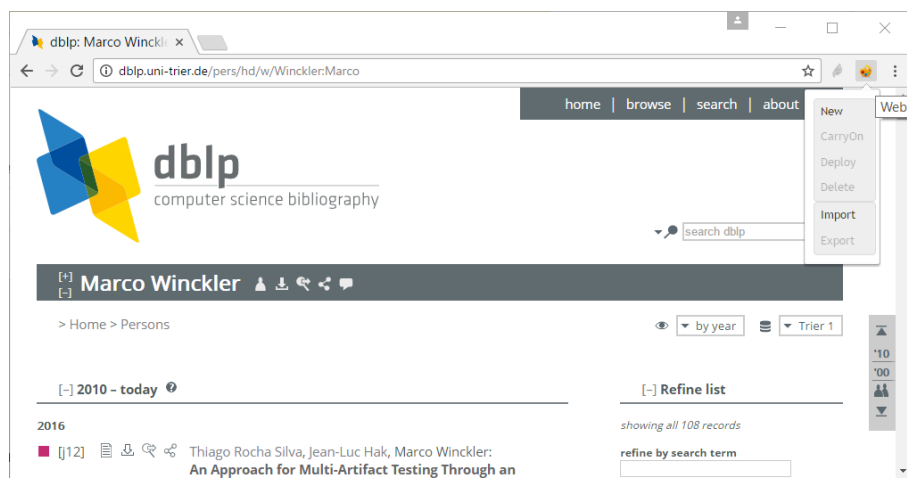 dblp: Marco Winckle
dblp.uni-trier.de/pers/hd/w/Winckler:Marco
home | browse | search | about
New
Web
CarryOn
Deploy
Delete
Import
Export
dblp
computer science bibliography
search dblp
[+]
[-] Marco Winckler
> Home > Persons
by year
Trier 1
'10
'00
[-] 2010 – today ?
[-] Refine list
2016
showing all 108 records
[j12] Thiago Rocha Silva, Jean-Luc Hak, Marco Winckler:
An Approach for Multi-Artifact Testing Through an
refine by search term